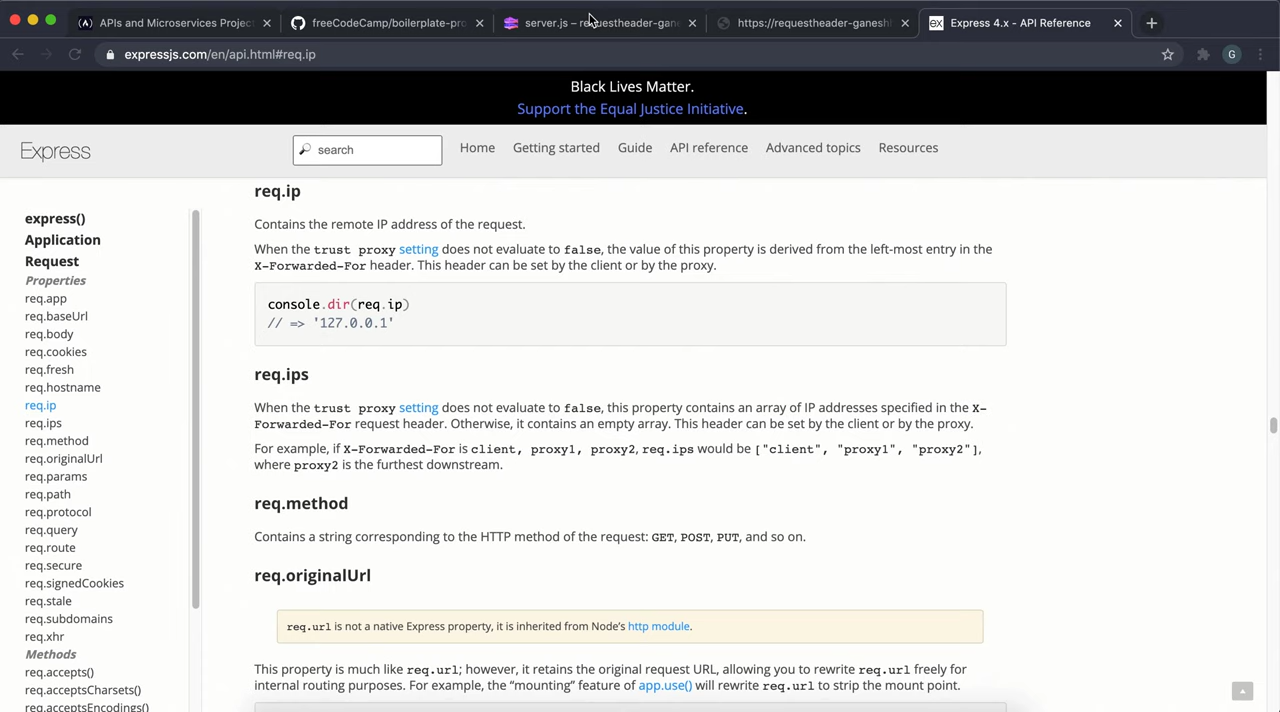 APIs and Microservices Project
freeCodeCamp/boilerplate-pro
server.js – requestheader-gane
https://requestheader-ganesh
Express 4.x - API Reference
expressjs.com/en/api.html#req.ip
G
Black Lives Matter.
Support the Equal Justice Initiative.
Express
search
Home
Getting started
Guide
API reference
Advanced topics
Resources
express()
Application
Request
Properties
req.app
req.baseUrl
req.body
req.cookies
req.fresh
req.hostname
req.ip
req.ips
req.method
req.originalUrl
req.params
req.path
req.protocol
req.query
req.route
req.secure
req.signedCookies
req.stale
req.subdomains
req.xhr
Methods
req.accepts()
req.acceptsCharsets()
req.acceptsEncodings()
req.ip
Contains the remote IP address of the request.
When the trust proxy setting does not evaluate to false, the value of this property is derived from the left-most entry in the
X-Forwarded-For header. This header can be set by the client or by the proxy.
console.dir(req.ip)
// => '127.0.0.1'
req.ips
When the trust proxy setting does not evaluate to false, this property contains an array of IP addresses specified in the X-
Forwarded-For request header. Otherwise, it contains an empty array. This header can be set by the client or by the proxy.
For example, if X-Forwarded-For is client, proxy1, proxy2, req.ips would be ["client", "proxy1", "proxy2"],
where proxy2 is the furthest downstream.
req.method
Contains a string corresponding to the HTTP method of the request: GET, POST, PUT, and so on.
req.originalUrl
req.url is not a native Express property, it is inherited from Node's http module.
This property is much like req.url; however, it retains the original request URL, allowing you to rewrite req.url freely for
internal routing purposes. For example, the “mounting” feature of app.use() will rewrite req.url to strip the mount point.